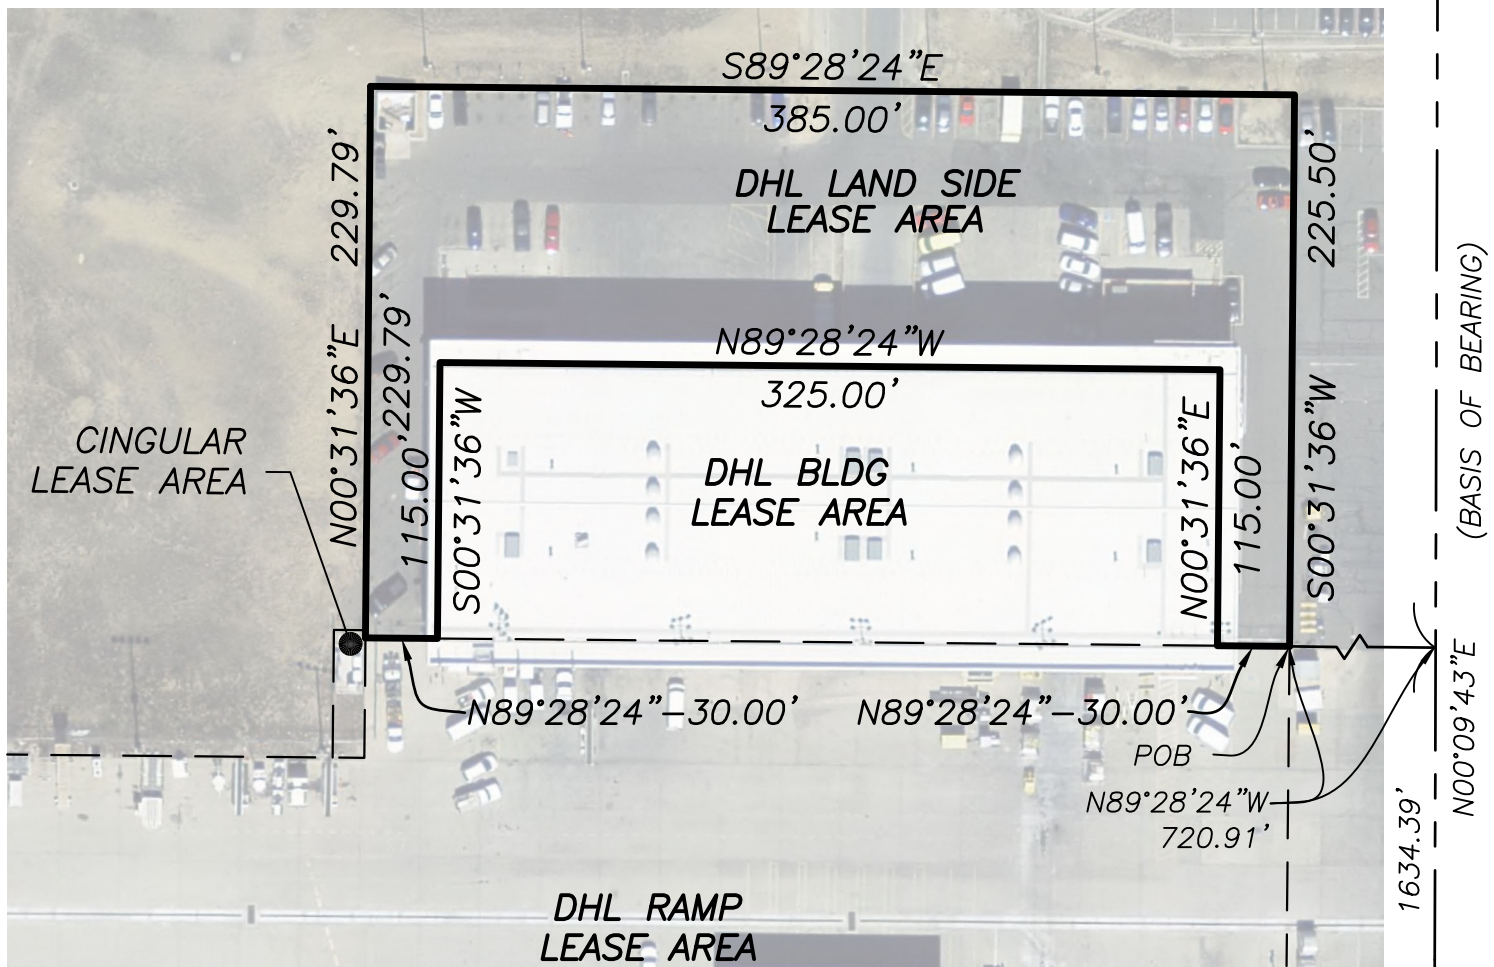 S89°28'24"E
385.00'
DHL LAND SIDE
LEASE AREA
229.79'
N00°31'36"E
225.50'
S00°31'36"W
229.79'
115.00'
S00°31'36"W
N89°28'24"W
325.00'
DHL BLDG
LEASE AREA
N00°31'36"E
115.00'
CINGULAR
LEASE AREA
(BASIS OF BEARING)
N00°09'43"E
1634.39'
N89°28'24"-30.00'
N89°28'24"-30.00'
POB
N89°28'24"W
720.91'
DHL RAMP
LEASE AREA